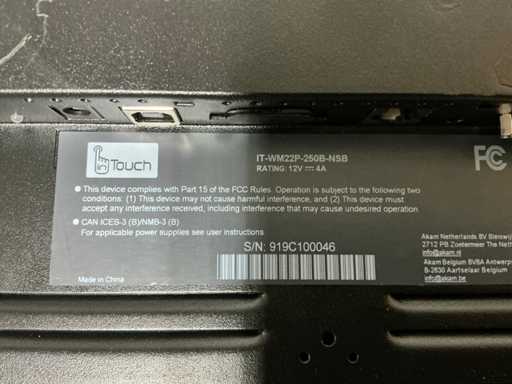 in Touch
IT-WM22P-250B-NSB
RATING: 12V ⎓ 4A
FC
● This device complies with Part 15 of the FCC Rules. Operation is subject to the following two
conditions: (1) This device may not cause harmful interference, and (2) This device must
accept any interference received, including interference that may cause undesired operation.
● CAN ICES-3 (B)/NMB-3 (B)
For applicable power supplies see user instructions
S/N: 919C100046
Made in China
Akam Netherlands BV
2712 PB Zoetermeer The
info@akam.nl
Akam Belgium BVBA
B-2630 Aartselaar Belgium
info@akam.be